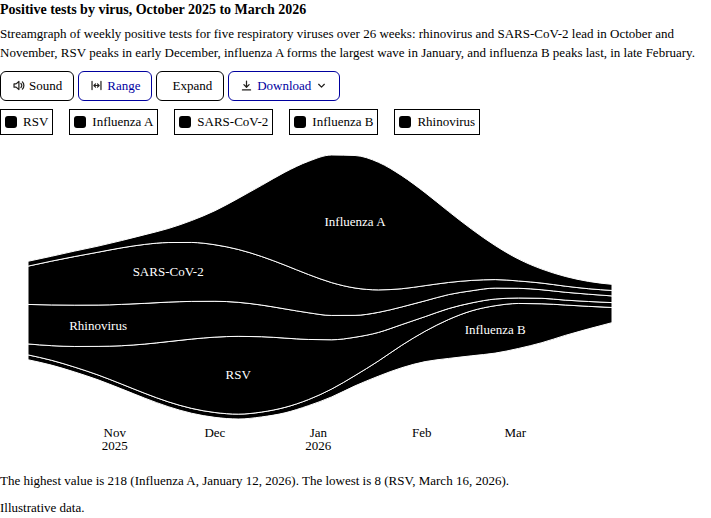 Positive tests by virus, October 2025 to March 2026
Streamgraph of weekly positive tests for five respiratory viruses over 26 weeks: rhinovirus and SARS-CoV-2 lead in October and
November, RSV peaks in early December, influenza A forms the largest wave in January, and influenza B peaks last, in late February.
Sound Range Expand Download
RSV Influenza A SARS-CoV-2 Influenza B Rhinovirus
Influenza A
SARS-CoV-2
Rhinovirus
Influenza B
RSV
Nov Dec Jan Feb Mar
2025 2026
The highest value is 218 (Influenza A, January 12, 2026). The lowest is 8 (RSV, March 16, 2026).
Illustrative data.